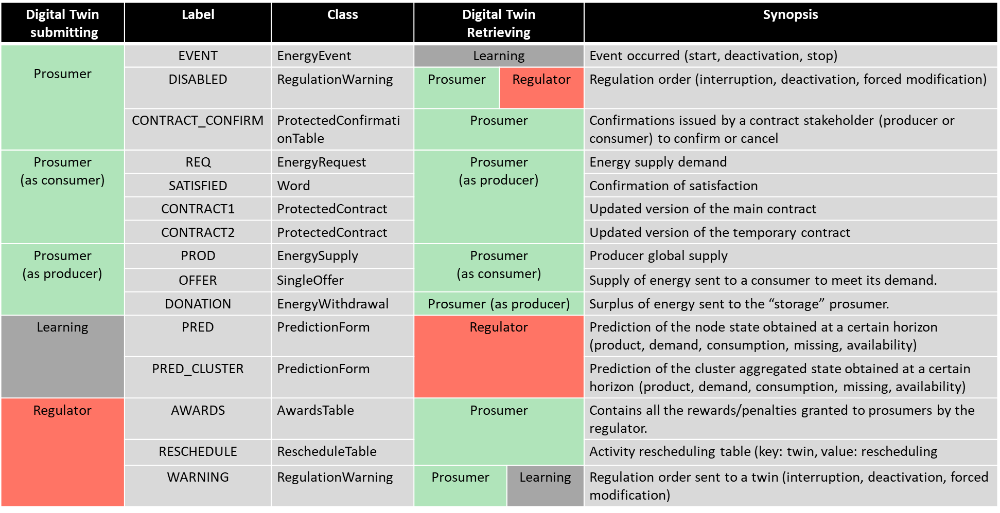 Digital Twin
submitting
Label
Class
Digital Twin
Retrieving
Synopsis
Prosumer
EVENT
EnergyEvent
Learning
Event occurred (start, deactivation, stop)
DISABLED
RegulationWarning
Prosumer
Regulator
Regulation order (interruption, deactivation, forced modification)
CONTRACT_CONFIRM
ProtectedConfirmati
onTable
Prosumer
Confirmations issued by a contract stakeholder (producer or
consumer) to confirm or cancel
Prosumer
(as consumer)
REQ
EnergyRequest
Prosumer
(as producer)
Energy supply demand
SATISFIED
Word
Confirmation of satisfaction
CONTRACT1
ProtectedContract
Updated version of the main contract
CONTRACT2
ProtectedContract
Updated version of the temporary contract
Prosumer
(as producer)
PROD
EnergySupply
Prosumer
(as consumer)
Producer global supply
OFFER
SingleOffer
Supply of energy sent to a consumer to meet its demand.
DONATION
EnergyWithdrawal
Prosumer (as producer)
Surplus of energy sent to the “storage” prosumer.
Learning
PRED
PredictionForm
Regulator
Prediction of the node state obtained at a certain horizon
(product, demand, consumption, missing, availability)
PRED_CLUSTER
PredictionForm
Prediction of the cluster aggregated state obtained at a certain
horizon (product, demand, consumption, missing, availability)
Regulator
AWARDS
AwardsTable
Prosumer
Contains all the rewards/penalties granted to prosumers by the
regulator.
RESCHEDULE
RescheduleTable
Activity rescheduling table (key: twin, value: rescheduling
WARNING
RegulationWarning
Prosumer
Learning
Regulation order sent to a twin (interruption, deactivation, forced
modification)